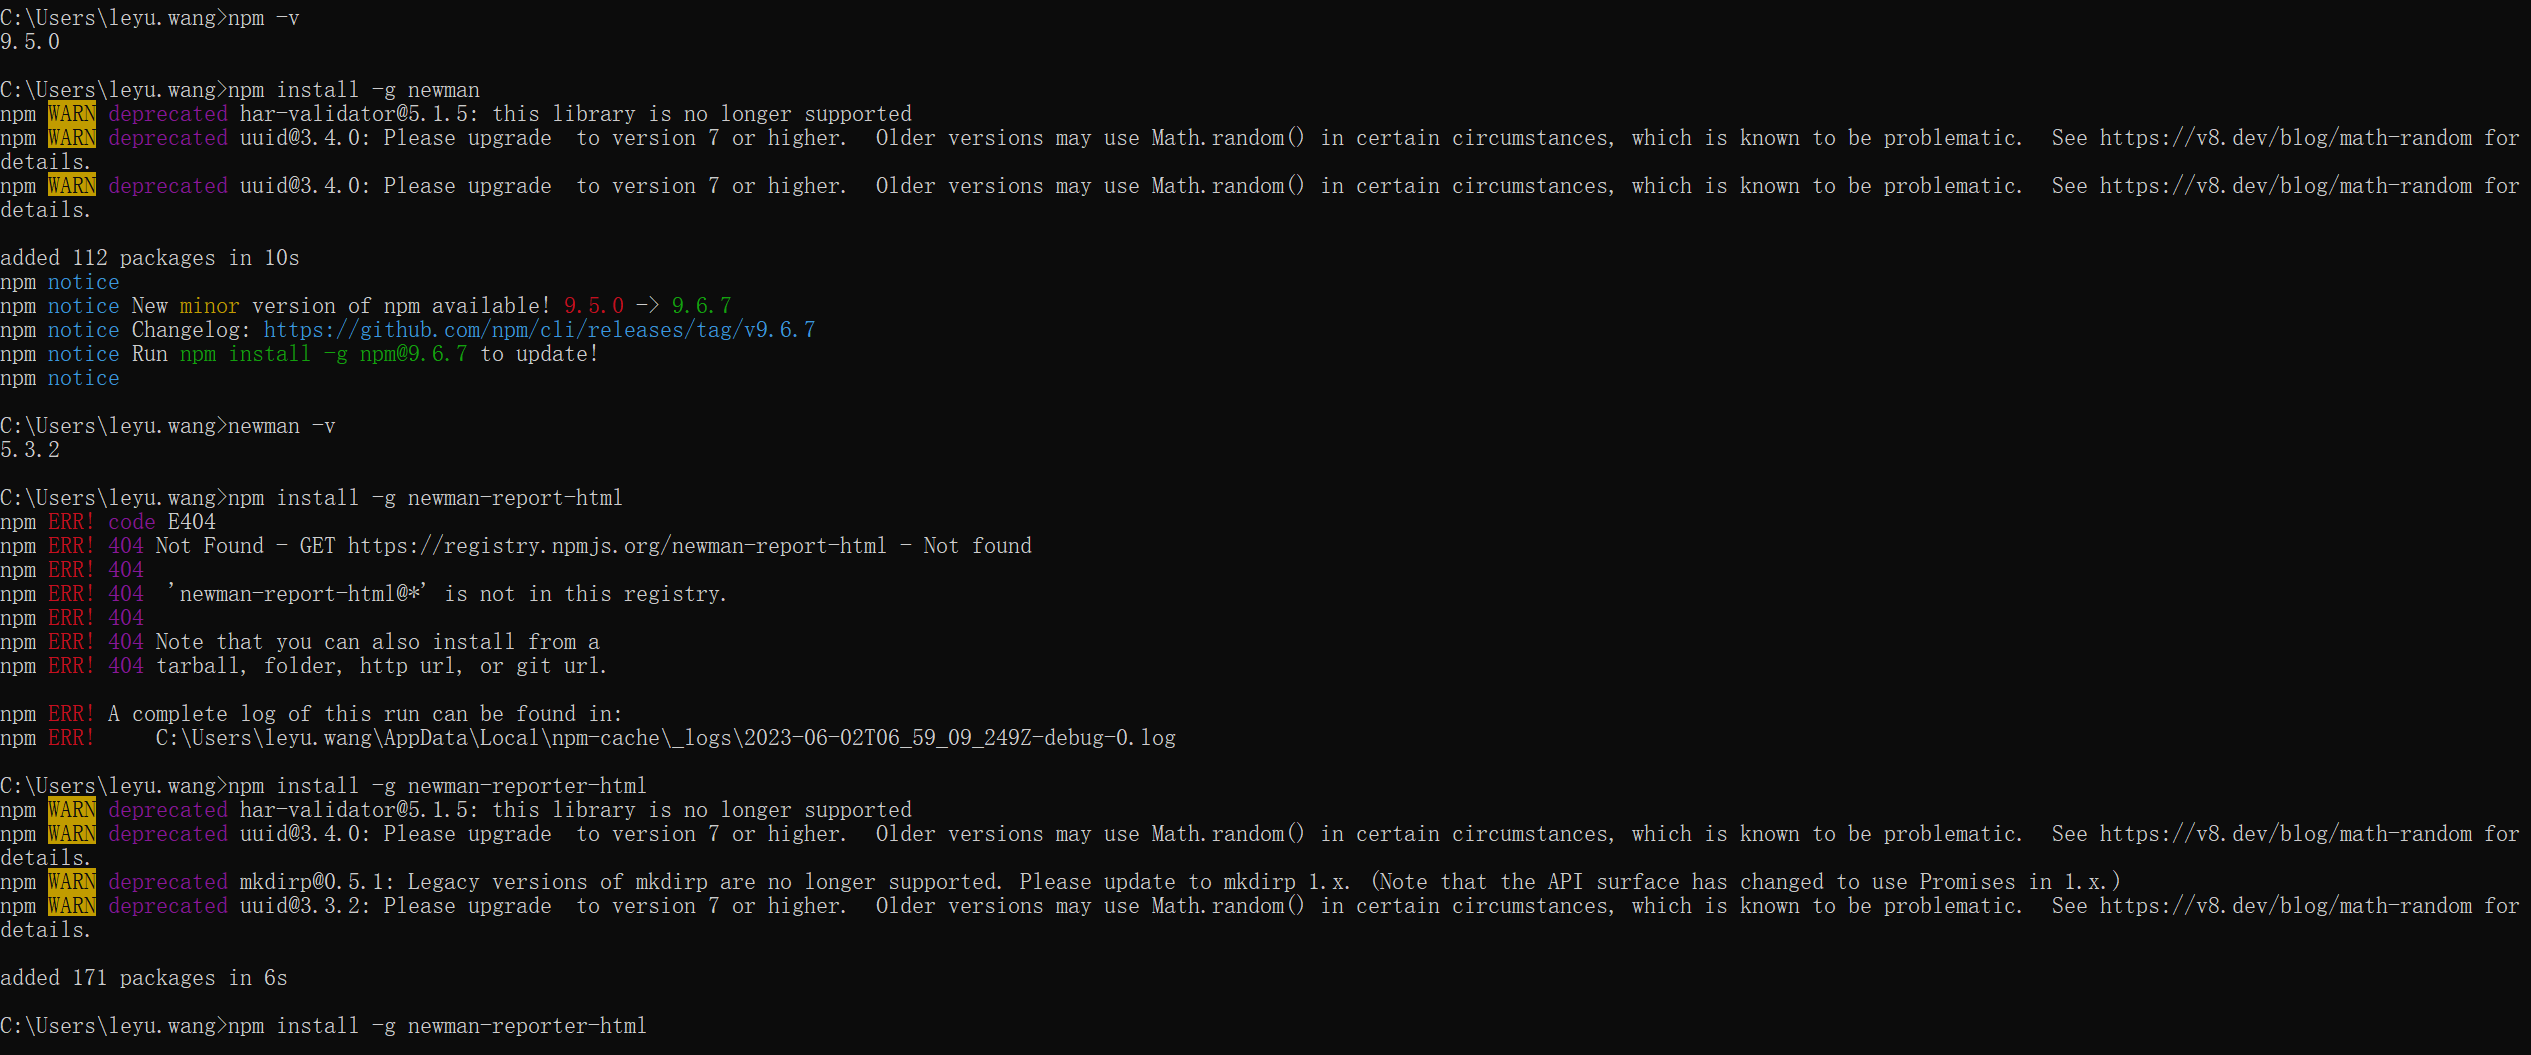 C:\Users\leyu.wang>npm -v
9.5.0
C:\Users\leyu.wang>npm install -g newman
npm WARN deprecated har-validator@5.1.5: this library is no longer supported
npm WARN deprecated uuid@3.4.0: Please upgrade  to version 7 or higher.  Older versions may use Math.random() in certain circumstances, which is known to be problematic.  See https://v8.dev/blog/math-random for
details.
npm WARN deprecated uuid@3.4.0: Please upgrade  to version 7 or higher.  Older versions may use Math.random() in certain circumstances, which is known to be problematic.  See https://v8.dev/blog/math-random for
details.
added 112 packages in 10s
npm notice
npm notice New minor version of npm available! 9.5.0 -> 9.6.7
npm notice Changelog: https://github.com/npm/cli/releases/tag/v9.6.7
npm notice Run npm install -g npm@9.6.7 to update!
npm notice
C:\Users\leyu.wang>newman -v
5.3.2
C:\Users\leyu.wang>npm install -g newman-report-html
npm ERR! code E404
npm ERR! 404 Not Found - GET https://registry.npmjs.org/newman-report-html - Not found
npm ERR! 404
npm ERR! 404  'newman-report-html@*' is not in this registry.
npm ERR! 404
npm ERR! 404 Note that you can also install from a
npm ERR! 404 tarball, folder, http url, or git url.
npm ERR! A complete log of this run can be found in:
npm ERR!     C:\Users\leyu.wang\AppData\Local\npm-cache\_logs\2023-06-02T06_59_09_249Z-debug-0.log
C:\Users\leyu.wang>npm install -g newman-reporter-html
npm WARN deprecated har-validator@5.1.5: this library is no longer supported
npm WARN deprecated uuid@3.4.0: Please upgrade  to version 7 or higher.  Older versions may use Math.random() in certain circumstances, which is known to be problematic.  See https://v8.dev/blog/math-random for
details.
npm WARN deprecated mkdirp@0.5.1: Legacy versions of mkdirp are no longer supported. Please update to mkdirp 1.x. (Note that the API surface has changed to use Promises in 1.x.)
npm WARN deprecated uuid@3.3.2: Please upgrade  to version 7 or higher.  Older versions may use Math.random() in certain circumstances, which is known to be problematic.  See https://v8.dev/blog/math-random for
details.
added 171 packages in 6s
C:\Users\leyu.wang>npm install -g newman-reporter-html